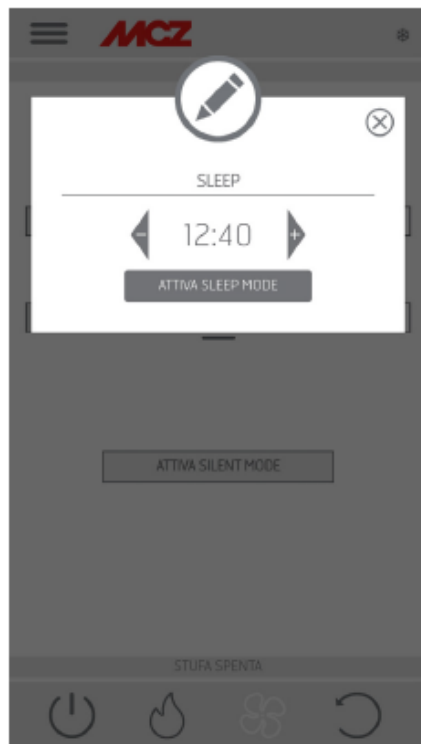 MCZ
SLEEP
- 12:40 +
ATTIVA SLEEP MODE
ATTIVA SILENT MODE
STUFA SPENTA